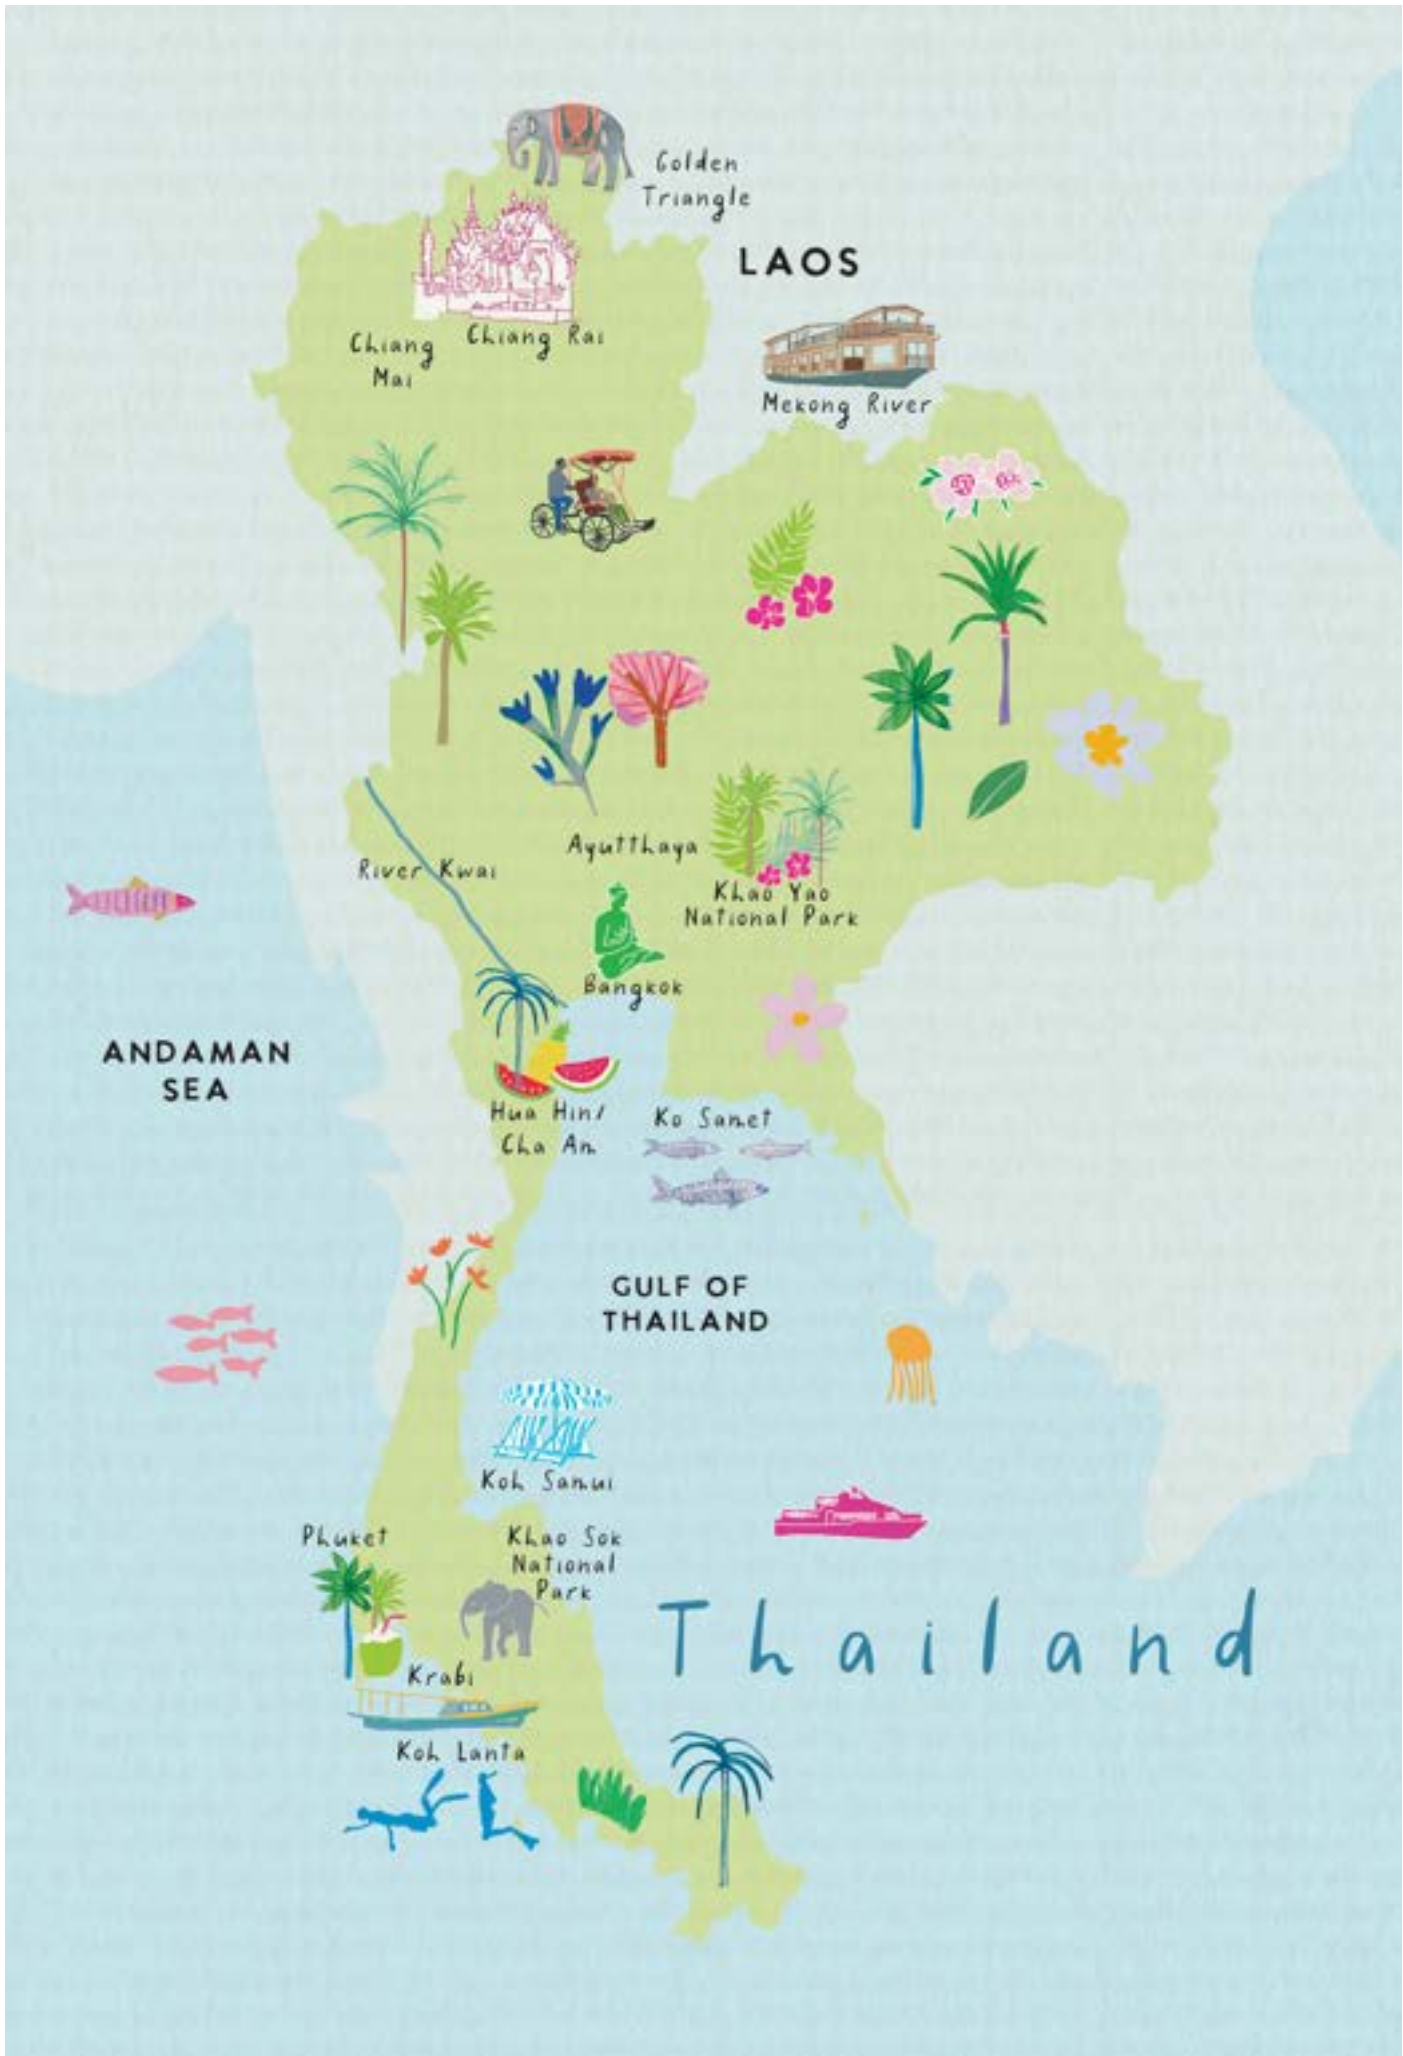 Golden
Triangle
LAOS
Chiang
Mai
Chiang Rai
Mekong River
Ayutthaya
River Kwai
Khao Yao
National Park
Bangkok
ANDAMAN
SEA
Hua Hin/
Cha Am
Ko Samet
GULF OF
THAILAND
Koh Samui
Phuket
Khao Sok
National
Park
Thailand
Krabi
Koh Lanta